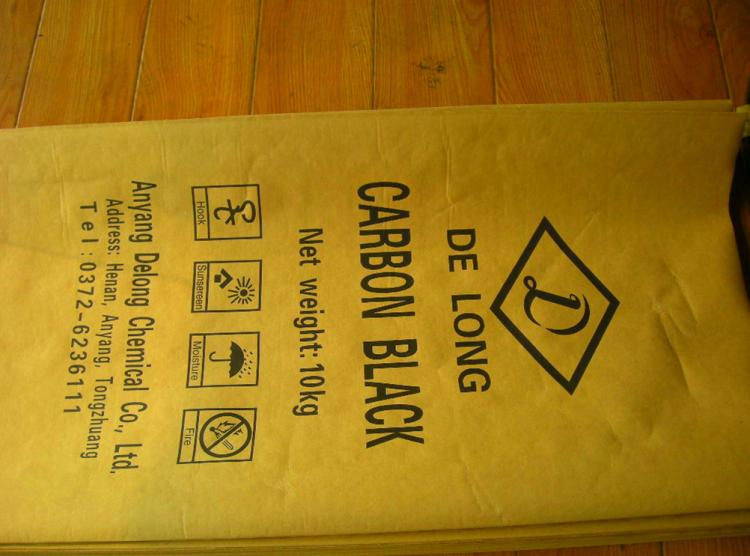 D
DE LONG
CARBON BLACK
Net weight: 10kg
Hook
Sunsereen
Moisture
Fire
Anyang Delong Chemical Co., Ltd.
Address: Henan, Anyang, Tongzhuang
Tel: 0372-6236111